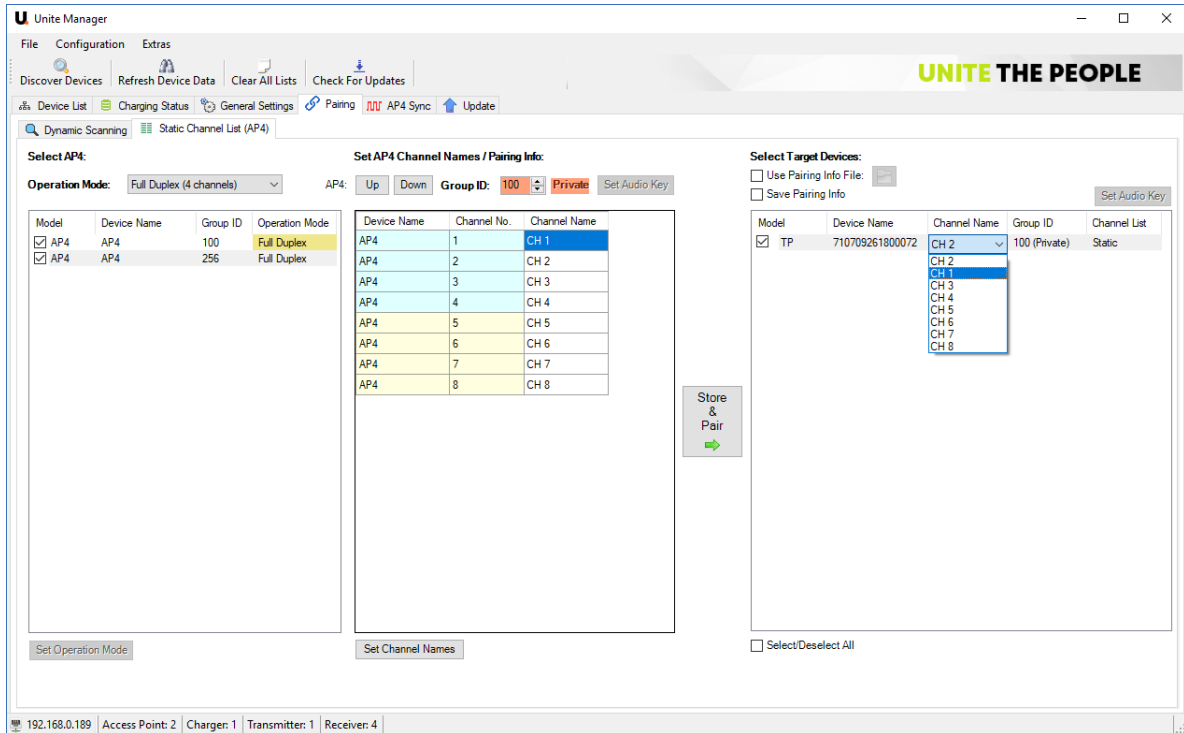 U. Unite Manager
File Configuration Extras
Discover Devices Refresh Device Data Clear All Lists Check For Updates
UNITE THE PEOPLE
Device List Charging Status General Settings Pairing AP4 Sync Update
Dynamic Scanning Static Channel List (AP4)
Select AP4:
Operation Mode: Full Duplex (4 channels)
Model Device Name Group ID Operation Mode
AP4 AP4 100 Full Duplex
AP4 AP4 256 Full Duplex
Set Operation Mode
Set AP4 Channel Names / Pairing Info:
AP4: Up Down Group ID: 100 Private Set Audio Key
Device Name Channel No. Channel Name
AP4 1 CH 1
AP4 2 CH 2
AP4 3 CH 3
AP4 4 CH 4
AP4 5 CH 5
AP4 6 CH 6
AP4 7 CH 7
AP4 8 CH 8
Set Channel Names
Store
&
Pair
Select Target Devices:
Use Pairing Info File:
Save Pairing Info
Set Audio Key
Model Device Name Channel Name Group ID Channel List
TP 710709261800072 CH 2 100 (Private) Static
CH 2
CH 1
CH 3
CH 4
CH 5
CH 6
CH 7
CH 8
Select/Deselect All
192.168.0.189 Access Point: 2 Charger: 1 Transmitter: 1 Receiver: 4